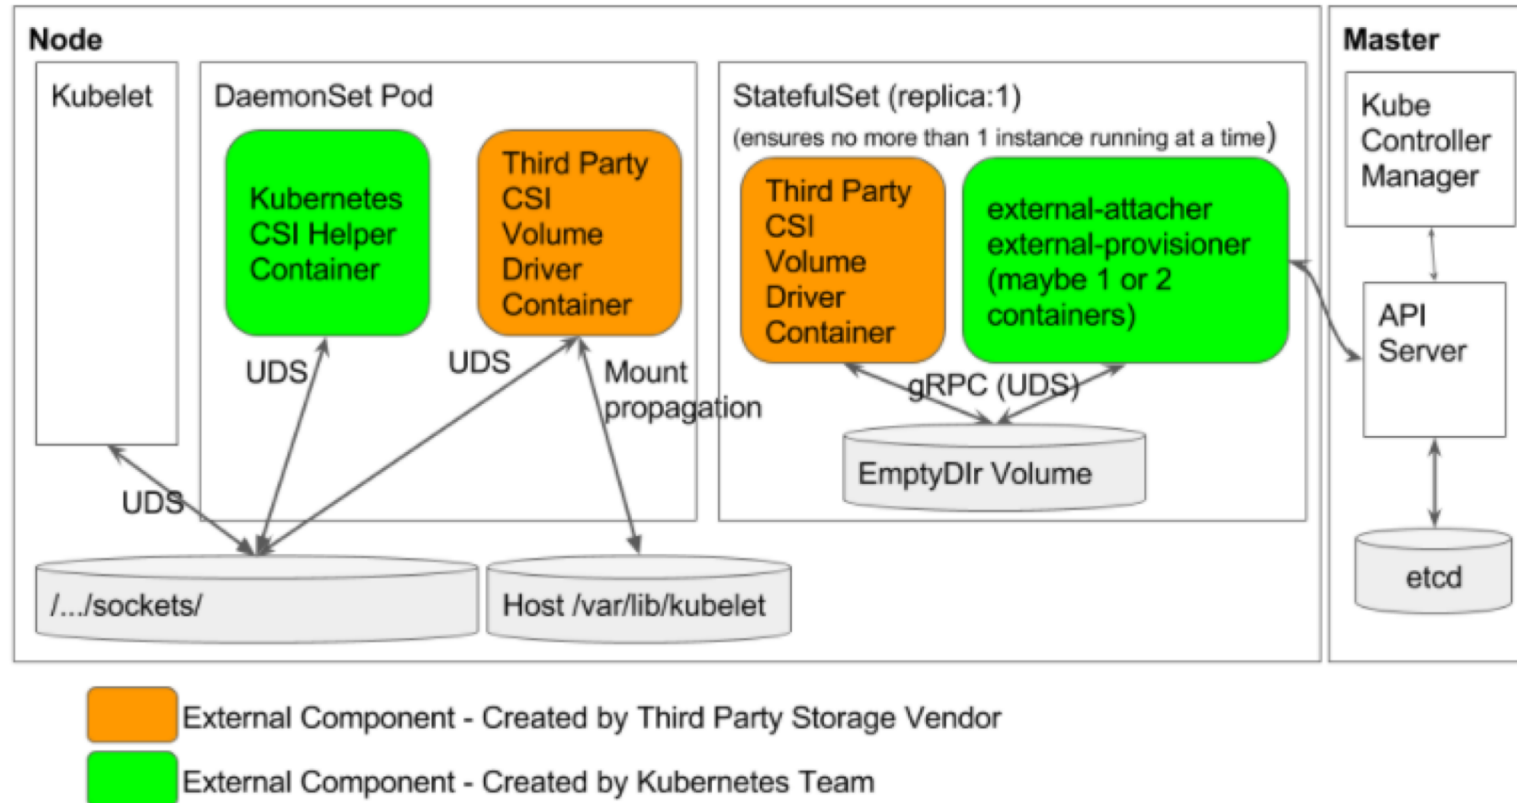 Node
Kubelet
DaemonSet Pod
Kubernetes
CSI Helper
Container
Third Party
CSI
Volume
Driver
Container
UDS
UDS
Mount
propagation
UDS
/.../sockets/
Host /var/lib/kubelet
StatefulSet (replica:1)
(ensures no more than 1 instance running at a time)
Third Party
CSI
Volume
Driver
Container
external-attacher
external-provisioner
(maybe 1 or 2
containers)
gRPC (UDS)
EmptyDIr Volume
Master
Kube
Controller
Manager
API
Server
etcd
External Component - Created by Third Party Storage Vendor
External Component - Created by Kubernetes Team